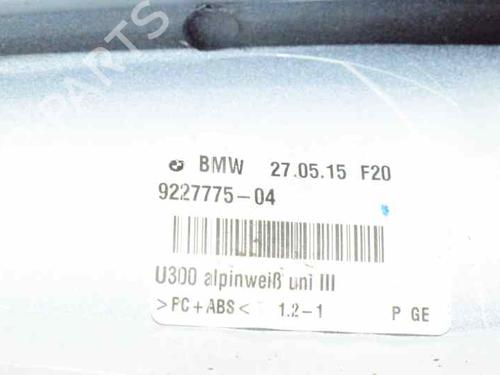 PARTS
BMW 27.05.15 F20
9227775-04
U300 alpinweiß uni III
>PC+ABS< 1.2-1 P GE